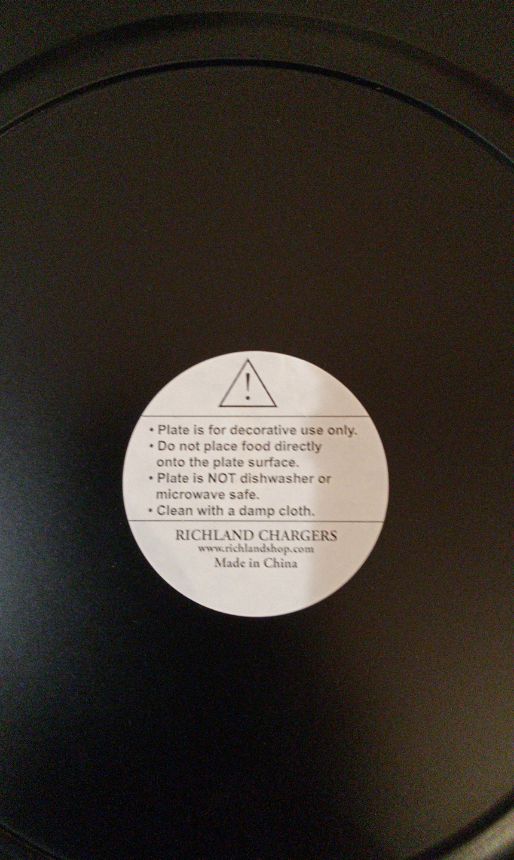 !
• Plate is for decorative use only.
• Do not place food directly
onto the plate surface.
• Plate is NOT dishwasher or
microwave safe.
• Clean with a damp cloth.
RICHLAND CHARGERS
www.richlandshop.com
Made in China